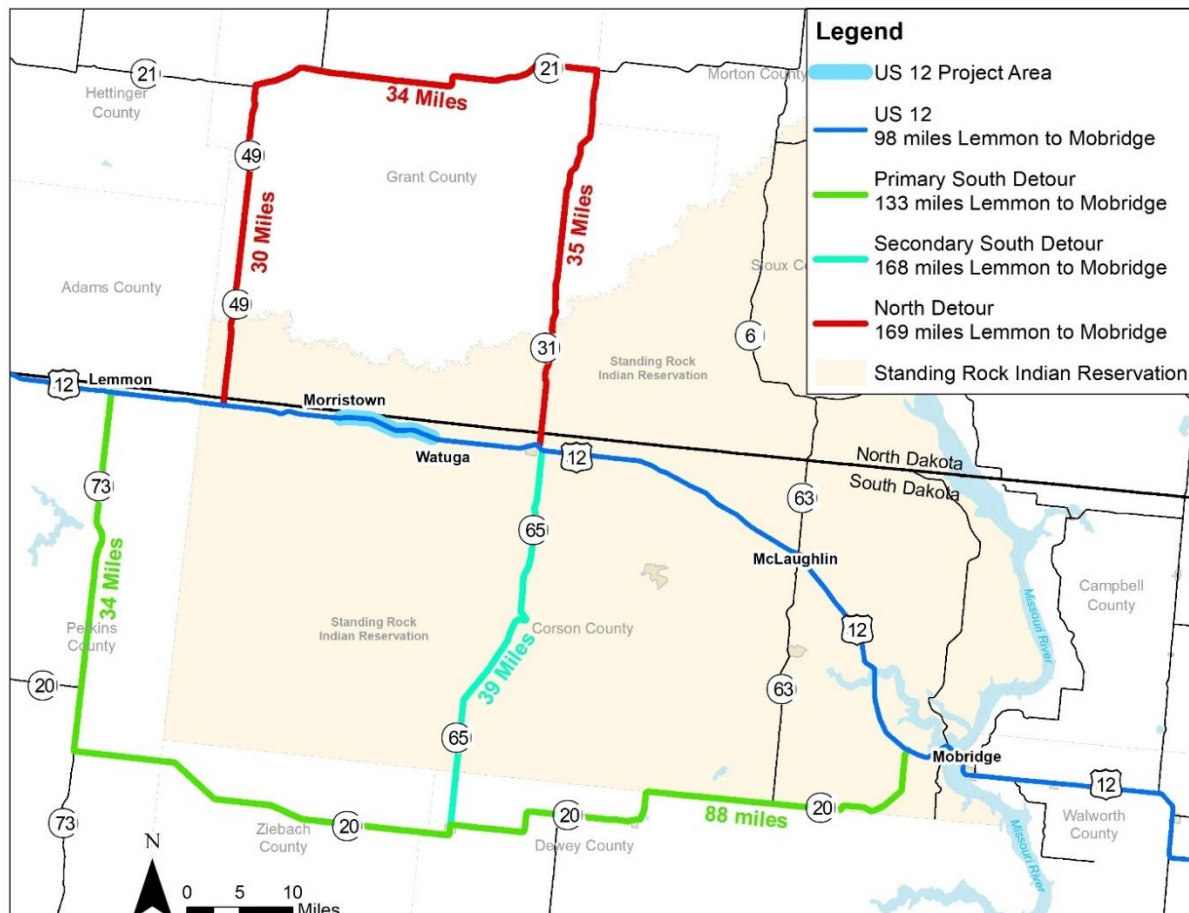 Legend
US 12 Project Area
US 12
98 miles Lemmon to Mobridge
Primary South Detour
133 miles Lemmon to Mobridge
Secondary South Detour
168 miles Lemmon to Mobridge
North Detour
169 miles Lemmon to Mobridge
Standing Rock Indian Reservation
21
Hettinger
County
34 Miles
21
Morton County
49
Grant County
30 Miles
35 Miles
Adams County
49
Sioux Co
6
31
Standing Rock
Indian Reservation
12
Lemmon
Morristown
Watuga
12
North Dakota
South Dakota
73
65
63
McLaughlin
34 Miles
Campbell
County
Missouri River
Perkins
County
Standing Rock
Indian Reservation
Corson County
12
39 Miles
20
63
65
Mobridge
12
73
Ziebach
County
20
20
Dewey County
88 miles
20
Walworth
County
Missouri River
N
0 5 10
Miles